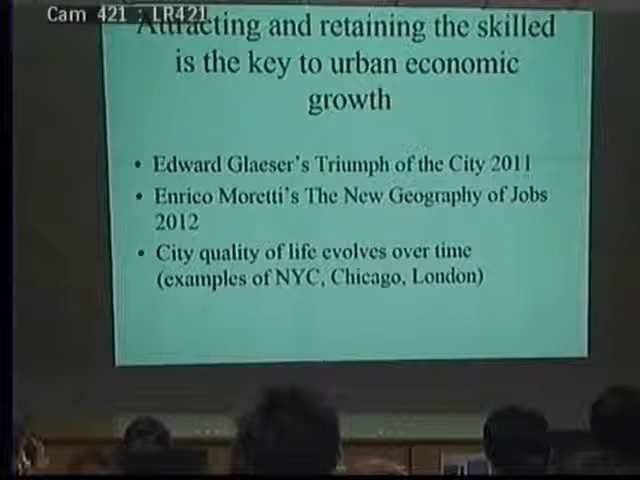 Cam 421 : LR421
Attracting and retaining the skilled
is the key to urban economic
growth
• Edward Glaeser's Triumph of the City 2011
• Enrico Moretti's The New Geography of Jobs
2012
• City quality of life evolves over time
(examples of NYC, Chicago, London)